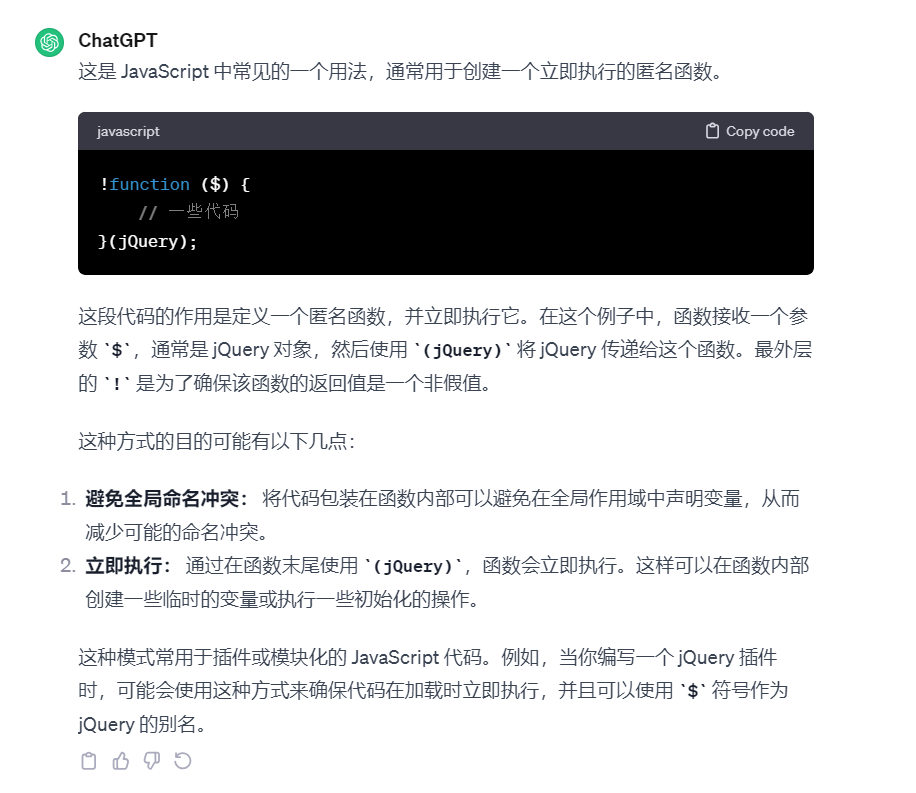 ChatGPT
这是 JavaScript 中常见的一个用法，通常用于创建一个立即执行的匿名函数。
javascript Copy code
!function ($) {
// 一些代码
}(jQuery);
这段代码的作用是定义一个匿名函数，并立即执行它。在这个例子中，函数接收一个参
数 `$`，通常是 jQuery 对象，然后使用 `(jQuery)` 将 jQuery 传递给这个函数。最外层
的 `!` 是为了确保该函数的返回值是一个非假值。
这种方式的目的可能有以下几点：
1. 避免全局命名冲突： 将代码包装在函数内部可以避免在全局作用域中声明变量，从而
减少可能的命名冲突。
2. 立即执行： 通过在函数末尾使用 `(jQuery)`，函数会立即执行。这样可以在函数内部
创建一些临时的变量或执行一些初始化的操作。
这种模式常用于插件或模块化的 JavaScript 代码。例如，当你编写一个 jQuery 插件
时，可能会使用这种方式来确保代码在加载时立即执行，并且可以使用 `$` 符号作为
jQuery 的别名。